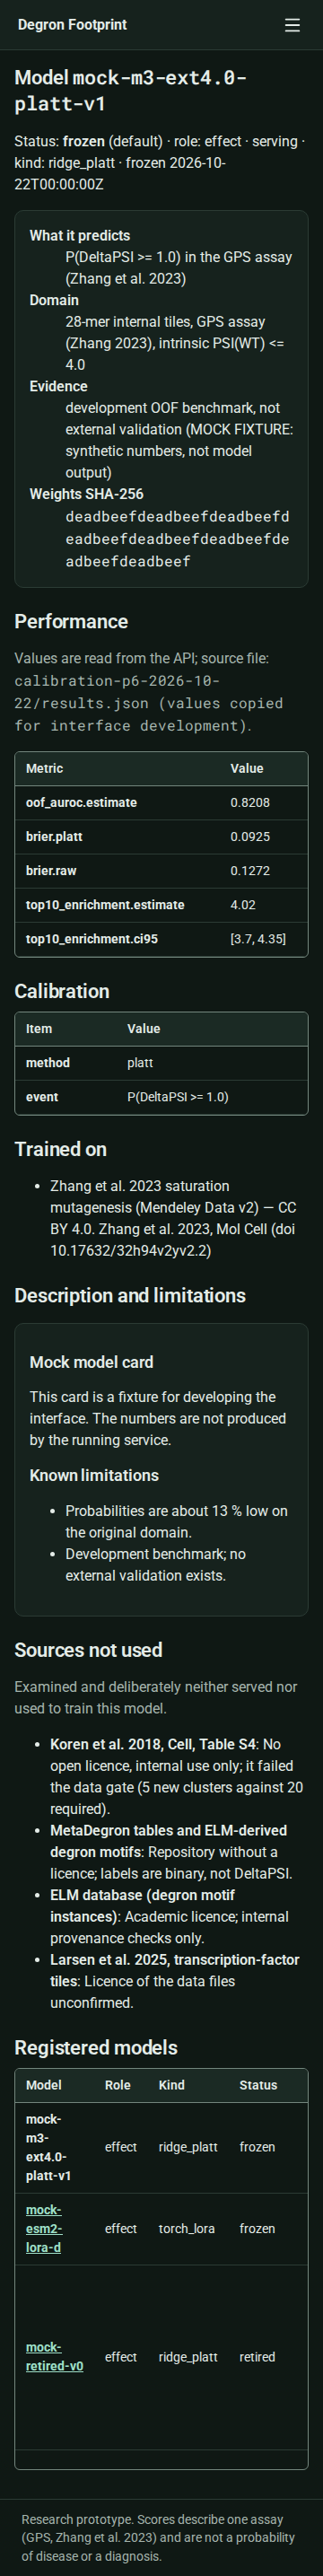 Degron Footprint
Model mock-m3-ext4.0-
platt-v1
Status: frozen (default) · role: effect · serving ·
kind: ridge_platt · frozen 2026-10-
22T00:00:00Z
What it predicts
P(DeltaPSI >= 1.0) in the GPS assay
(Zhang et al. 2023)
Domain
28-mer internal tiles, GPS assay
(Zhang 2023), intrinsic PSI(WT) <=
4.0
Evidence
development OOF benchmark, not
external validation (MOCK FIXTURE:
synthetic numbers, not model
output)
Weights SHA-256
deadbeefdeadbeefdeadbeefd
eadbeefdeadbeefdeadbeefde
adbeefdeadbeef
Performance
Values are read from the API; source file:
calibration-p6-2026-10-
22/results.json (values copied
for interface development).
Metric Value
oof_auroc.estimate 0.8208
brier.platt 0.0925
brier.raw 0.1272
top10_enrichment.estimate 4.02
top10_enrichment.ci95 [3.7, 4.35]
Calibration
Item Value
method platt
event P(DeltaPSI >= 1.0)
Trained on
• Zhang et al. 2023 saturation
mutagenesis (Mendeley Data v2) — CC
BY 4.0. Zhang et al. 2023, Mol Cell (doi
10.17632/32h94v2yv2.2)
Description and limitations
Mock model card
This card is a fixture for developing the
interface. The numbers are not produced
by the running service.
Known limitations
• Probabilities are about 13 % low on
the original domain.
• Development benchmark; no
external validation exists.
Sources not used
Examined and deliberately neither served nor
used to train this model.
• Koren et al. 2018, Cell, Table S4: No
open licence, internal use only; it failed
the data gate (5 new clusters against 20
required).
• MetaDegron tables and ELM-derived
degron motifs: Repository without a
licence; labels are binary, not DeltaPSI.
• ELM database (degron motif
instances): Academic licence; internal
provenance checks only.
• Larsen et al. 2025, transcription-factor
tiles: Licence of the data files
unconfirmed.
Registered models
Model Role Kind Status
mock-
m3-
ext4.0-
platt-v1 effect ridge_platt frozen
mock-
esm2-
lora-d effect torch_lora frozen
mock-
retired-v0 effect ridge_platt retired
Research prototype. Scores describe one assay
(GPS, Zhang et al. 2023) and are not a probability
of disease or a diagnosis.